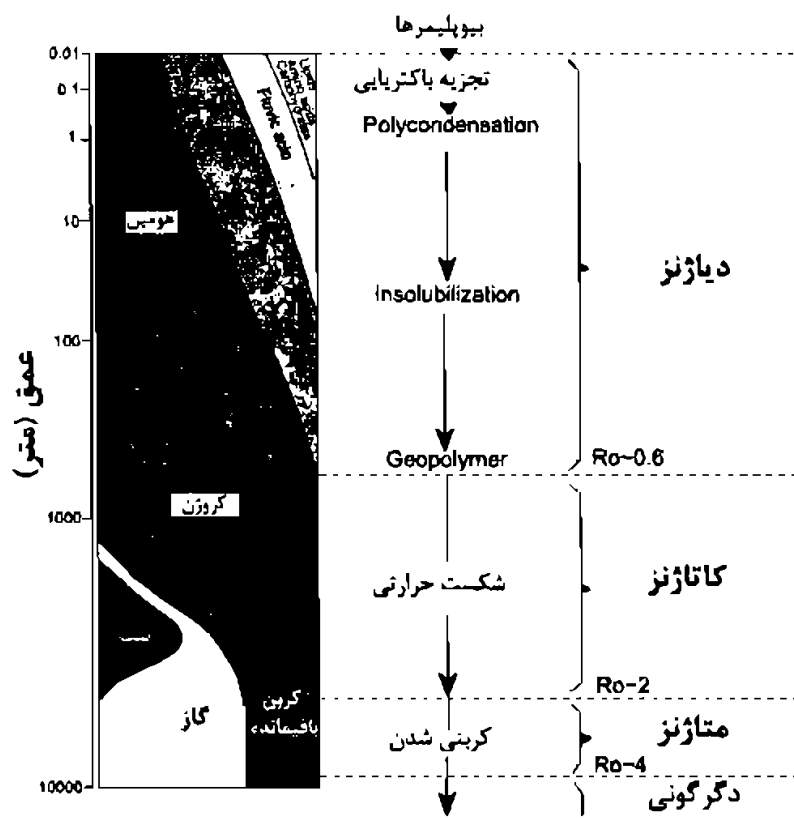 بیوپلیمرها
0.01
تجزیه باکتریایی
0.1
Polycondensation
1
هومین
10
دیاژنز
Insolubilization
100
عمق (متر)
Geopolymer
Ro~0.6
کروژن
1000
کاتاژنز
شکست حرارتی
Ro~2
کربن
باقیمانده
گاز
متاژنز
کربنی شدن
Ro~4
10000
دگرگونی